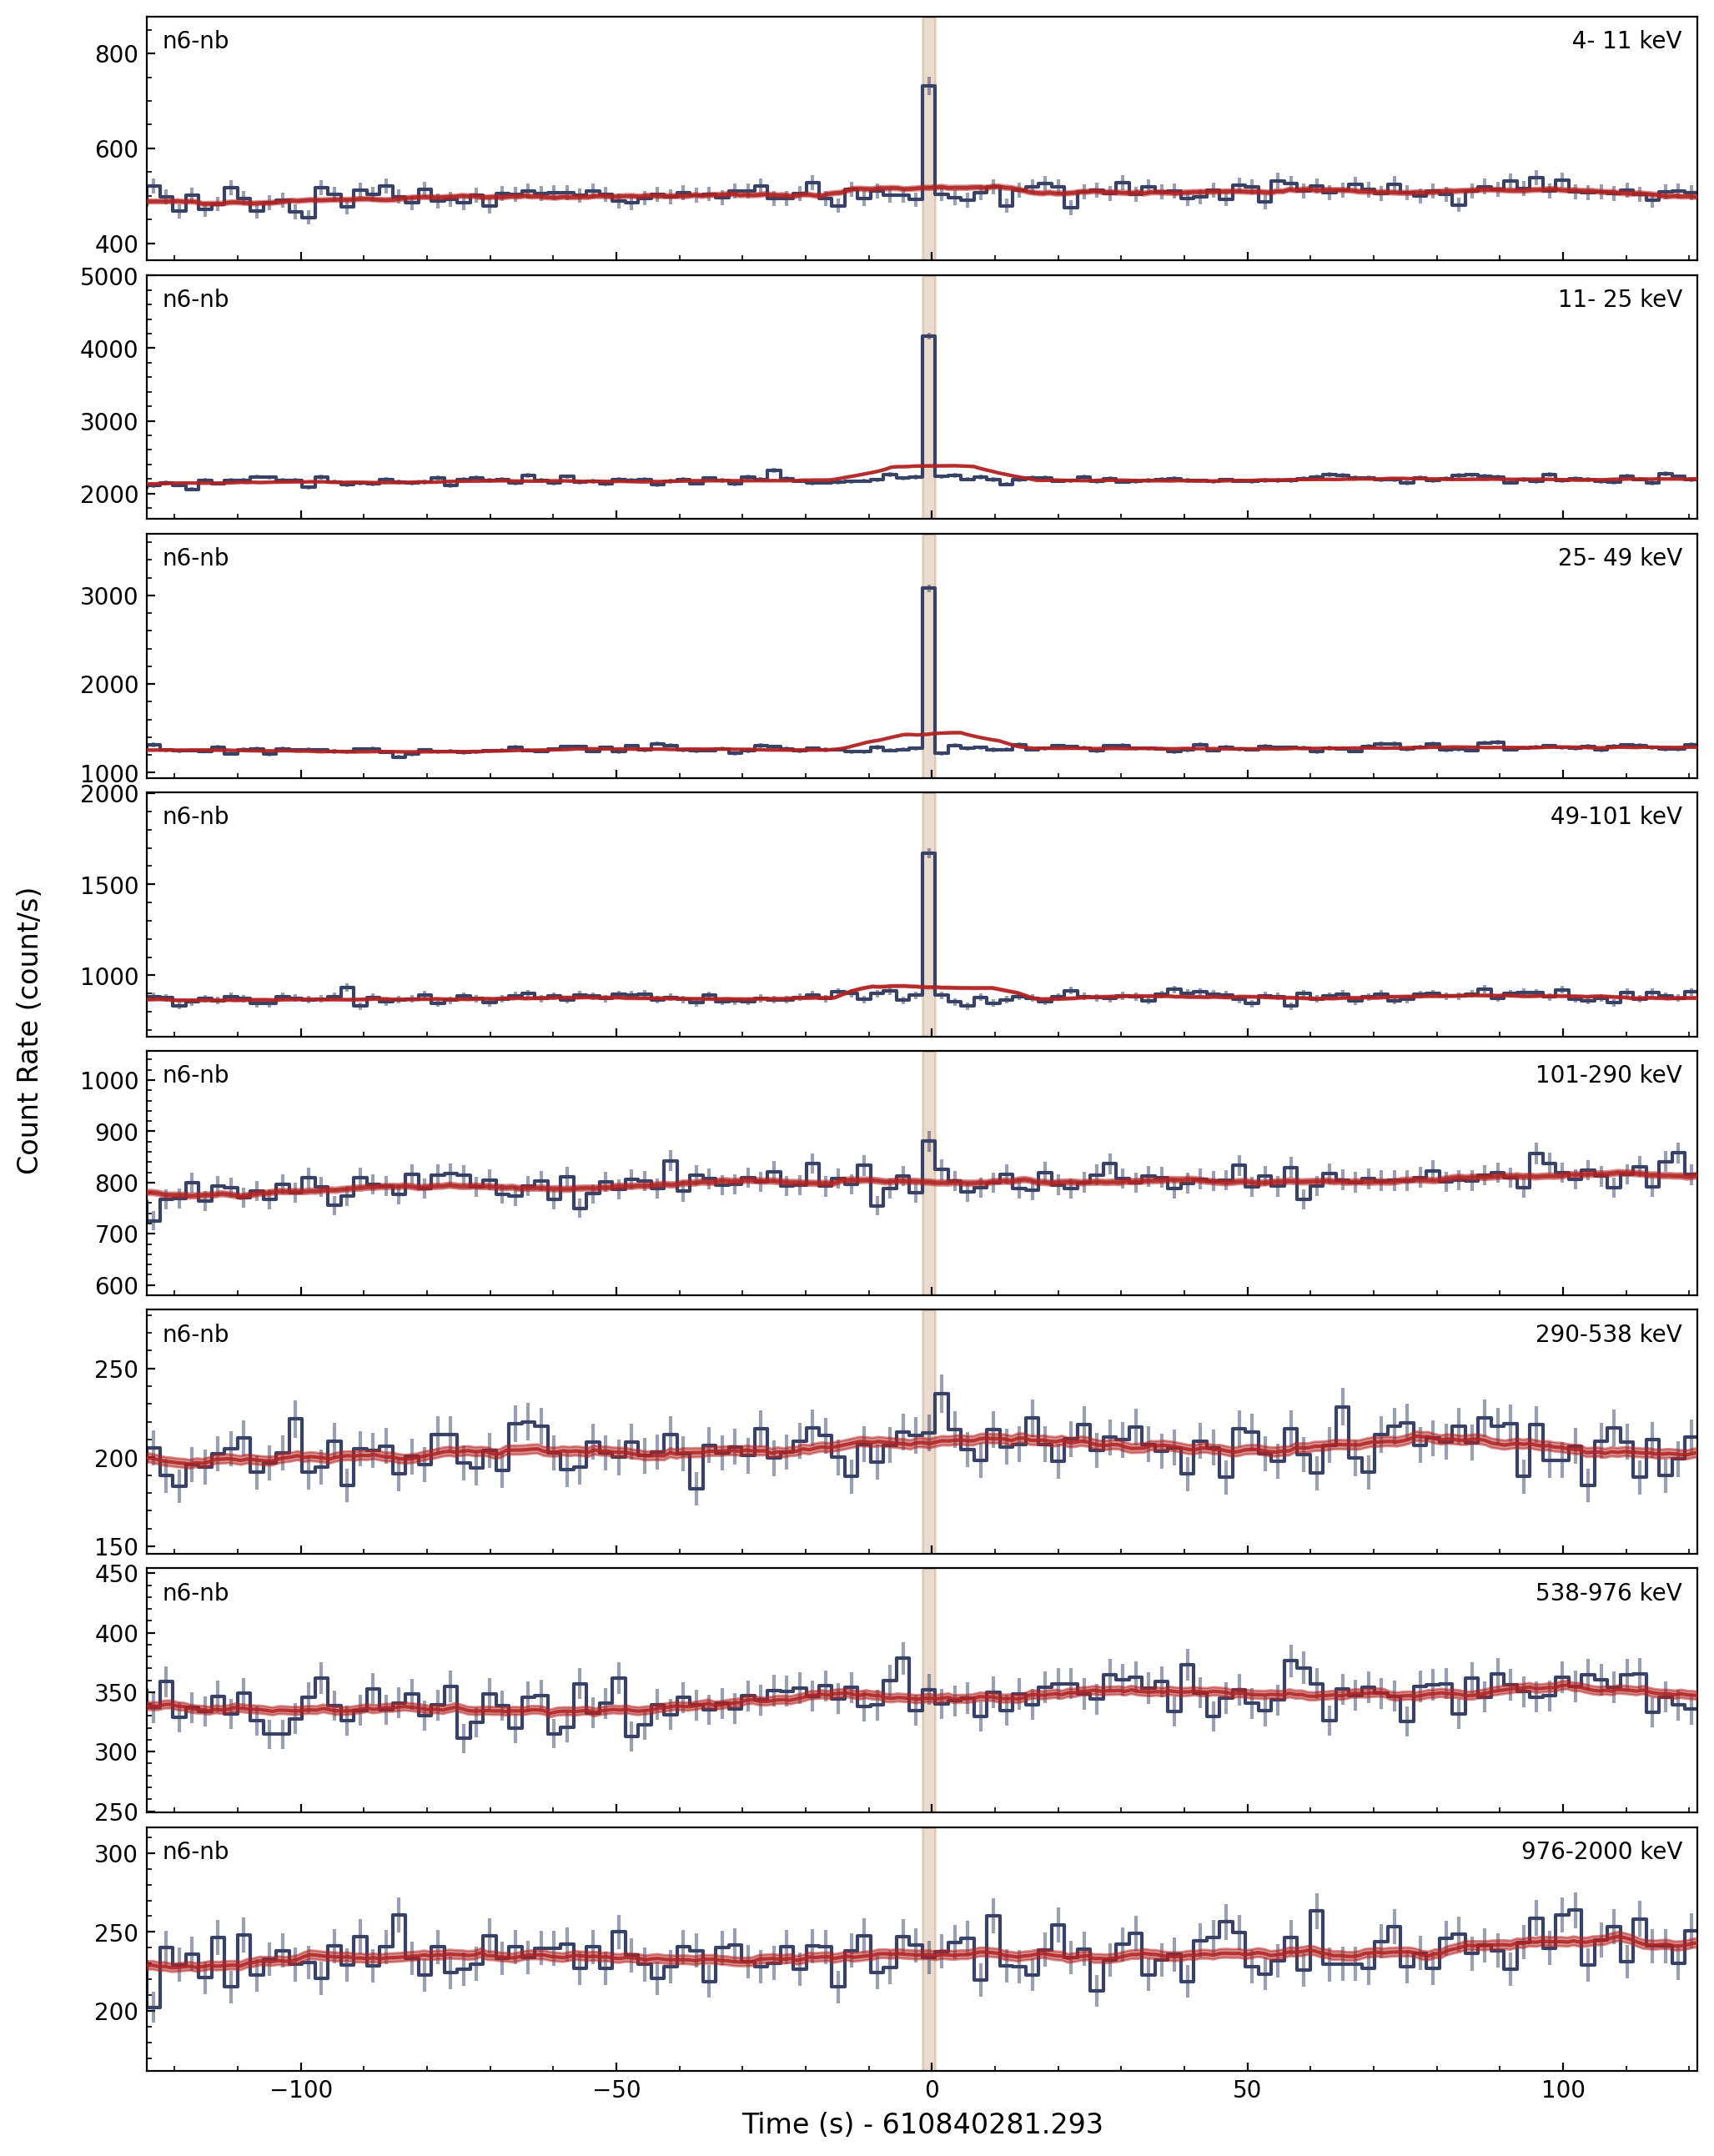 n6-nb 4- 11 keV
800
600
400
n6-nb 11- 25 keV
5000
4000
3000
2000
n6-nb 25- 49 keV
3000
2000
1000
n6-nb 49-101 keV
2000
1500
1000
n6-nb 101-290 keV
1000
900
800
700
600
n6-nb 290-538 keV
250
200
150
n6-nb 538-976 keV
450
400
350
300
250
n6-nb 976-2000 keV
300
250
200
−100 −50 0 50 100
Time (s) - 610840281.293
Count Rate (count/s)